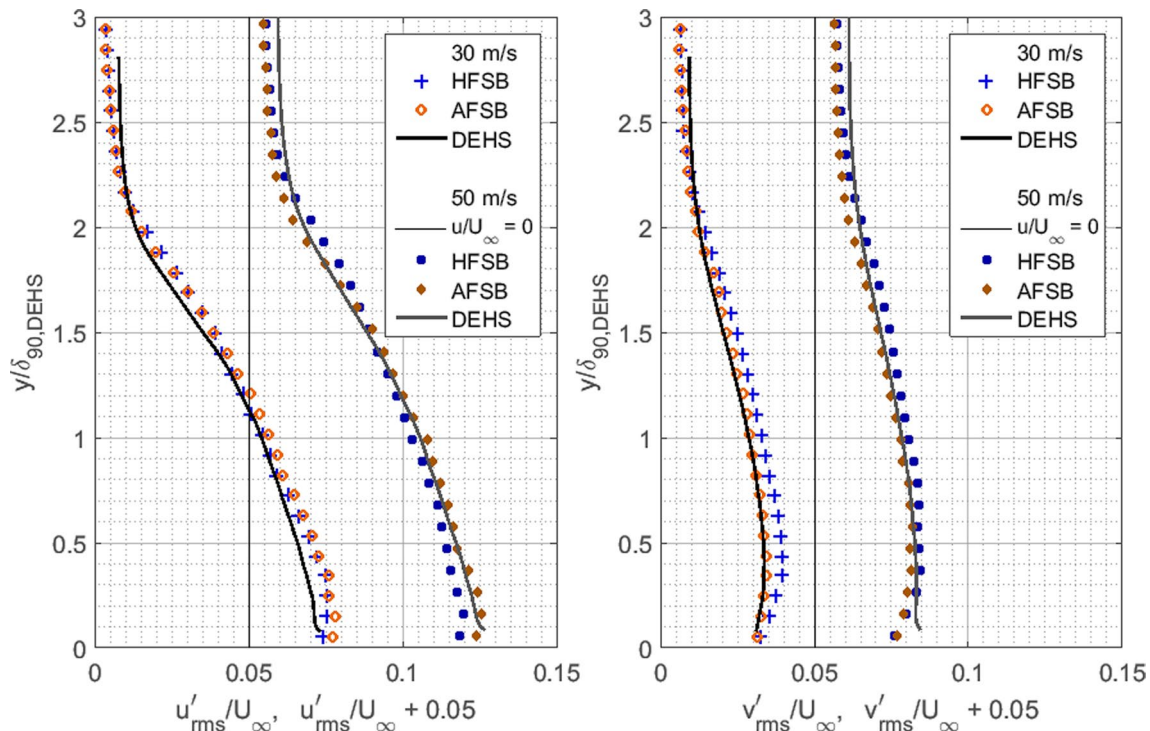 3
2.5
2
1.5
1
0.5
0
0
0.05
0.1
0.15
y/δ90,DEHS
u′rms/U∞, u′rms/U∞ + 0.05
30 m/s
HFSB
AFSB
DEHS
50 m/s
u/U∞ = 0
HFSB
AFSB
DEHS
3
2.5
2
1.5
1
0.5
0
0
0.05
0.1
0.15
y/δ90,DEHS
v′rms/U∞, v′rms/U∞ + 0.05
30 m/s
HFSB
AFSB
DEHS
50 m/s
u/U∞ = 0
HFSB
AFSB
DEHS